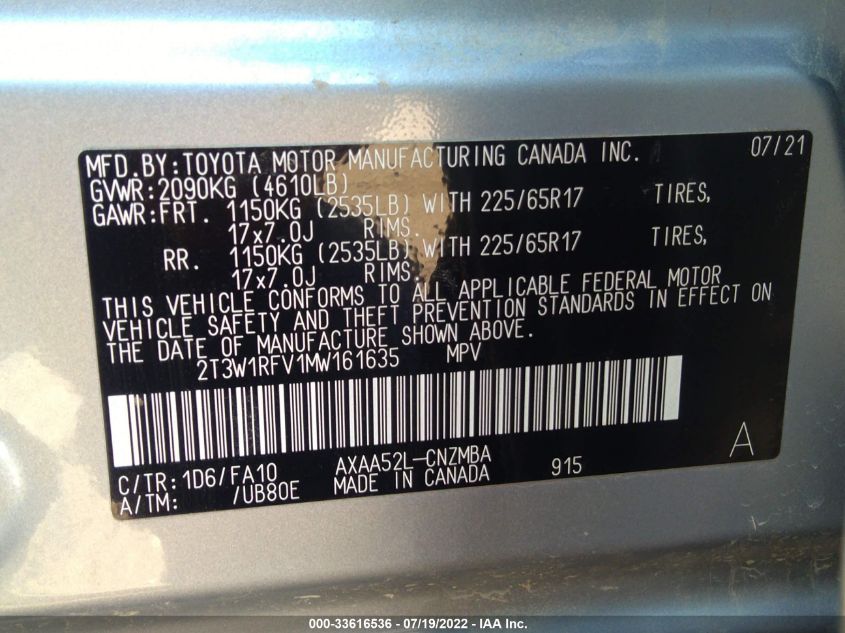 MFD.BY:TOYOTA MOTOR MANUFACTURING CANADA INC. 07/21
GVWR:2090KG (4610LB)
GAWR:FRT. 1150KG (2535LB) WITH 225/65R17 TIRES,
17x7.0J RIMS.
RR. 1150KG (2535LB) WITH 225/65R17 TIRES,
17x7.0J RIMS.
THIS VEHICLE CONFORMS TO ALL APPLICABLE FEDERAL MOTOR
VEHICLE SAFETY AND THEFT PREVENTION STANDARDS IN EFFECT ON
THE DATE OF MANUFACTURE SHOWN ABOVE.
2T3W1RFV1MW161635 MPV
C/TR:1D6/FA10 AXAA52L-CNZMBA 915 A
A/TM: /UB80E MADE IN CANADA
000-33616536 - 07/19/2022 - IAA Inc.